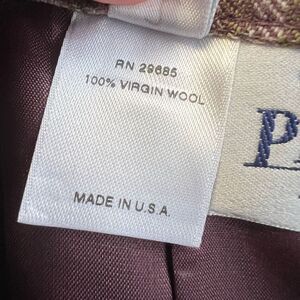 RN 29685
100% VIRGIN WOOL
MADE IN U.S.A.
P